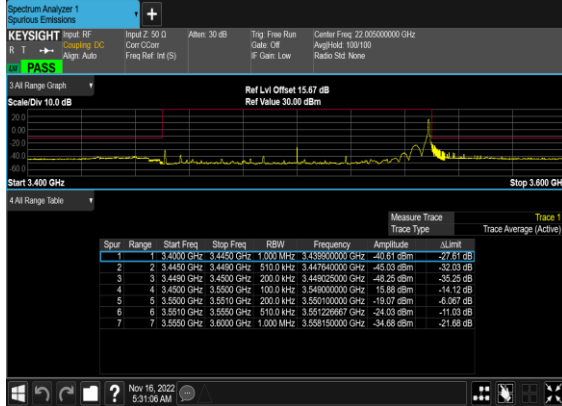 Spectrum Analyzer 1
Spurious Emissions
KEYSIGHT Input: RF Input Z: 50 Ω Atten: 30 dB Trig: Free Run Center Freq: 22.005000000 GHz
R T Coupling: DC Corr CCorr Gate: Off Avg|Hold: 100/100
Align: Auto Freq Ref: Int (S) IF Gain: Low Radio Std: None
PASS
3 All Range Graph
Ref Lvl Offset 15.67 dB
Scale/Div 10.0 dB Ref Value 30.00 dBm
20.0
0.00
-20.0
-40.0
-60.0
Start 3.400 GHz Stop 3.600 GH
4 All Range Table
Measure Trace Trace 1
Trace Type Trace Average (Active)
Spur Range Start Freq Stop Freq RBW Frequency Amplitude ΔLimit
1 1 3.4000 GHz 3.4450 GHz 1.000 MHz 3.439900000 GHz -40.61 dBm -27.61 dB
2 2 3.4450 GHz 3.4490 GHz 510.0 kHz 3.447640000 GHz -45.03 dBm -32.03 dB
3 3 3.4490 GHz 3.4500 GHz 200.0 kHz 3.449025000 GHz -48.25 dBm -35.25 dB
4 4 3.4500 GHz 3.5500 GHz 100.0 kHz 3.549000000 GHz 15.88 dBm -14.12 dB
5 5 3.5500 GHz 3.5510 GHz 200.0 kHz 3.550100000 GHz -19.07 dBm -6.067 dB
6 6 3.5510 GHz 3.5550 GHz 510.0 kHz 3.551226667 GHz -24.03 dBm -11.03 dB
7 7 3.5550 GHz 3.6000 GHz 1.000 MHz 3.558150000 GHz -34.68 dBm -21.68 dB
Nov 16, 2022
5:31:06 AM